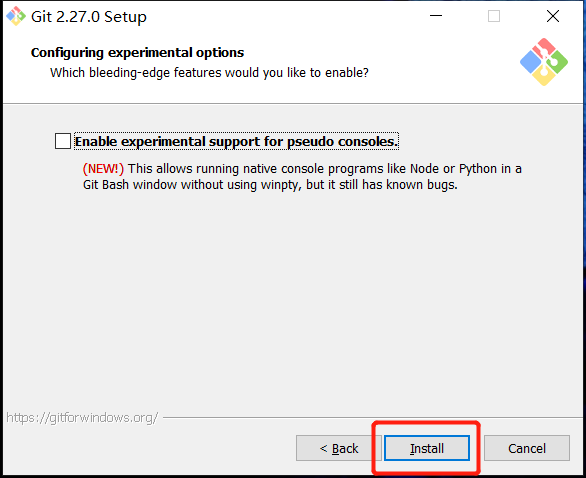 Git 2.27.0 Setup
Configuring experimental options
Which bleeding-edge features would you like to enable?
Enable experimental support for pseudo consoles.
(NEW!) This allows running native console programs like Node or Python in a
Git Bash window without using winpty, but it still has known bugs.
https://gitforwindows.org/
< Back
Install
Cancel